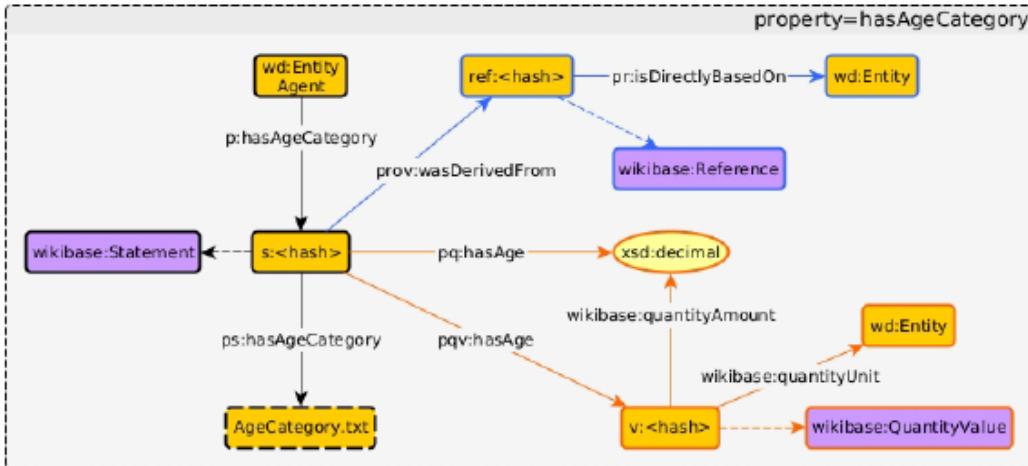 property=hasAgeCategory
wd:Entity
Agent
ref:<hash>
pr:isDirectlyBasedOn
wd:Entity
p:hasAgeCategory
prov:wasDerivedFrom
wikibase:Reference
wikibase:Statement
s:<hash>
pq:hasAge
xsd:decimal
wikibase:quantityAmount
wd:Entity
ps:hasAgeCategory
pqv:hasAge
wikibase:quantityUnit
AgeCategory.txt
v:<hash>
wikibase:QuantityValue